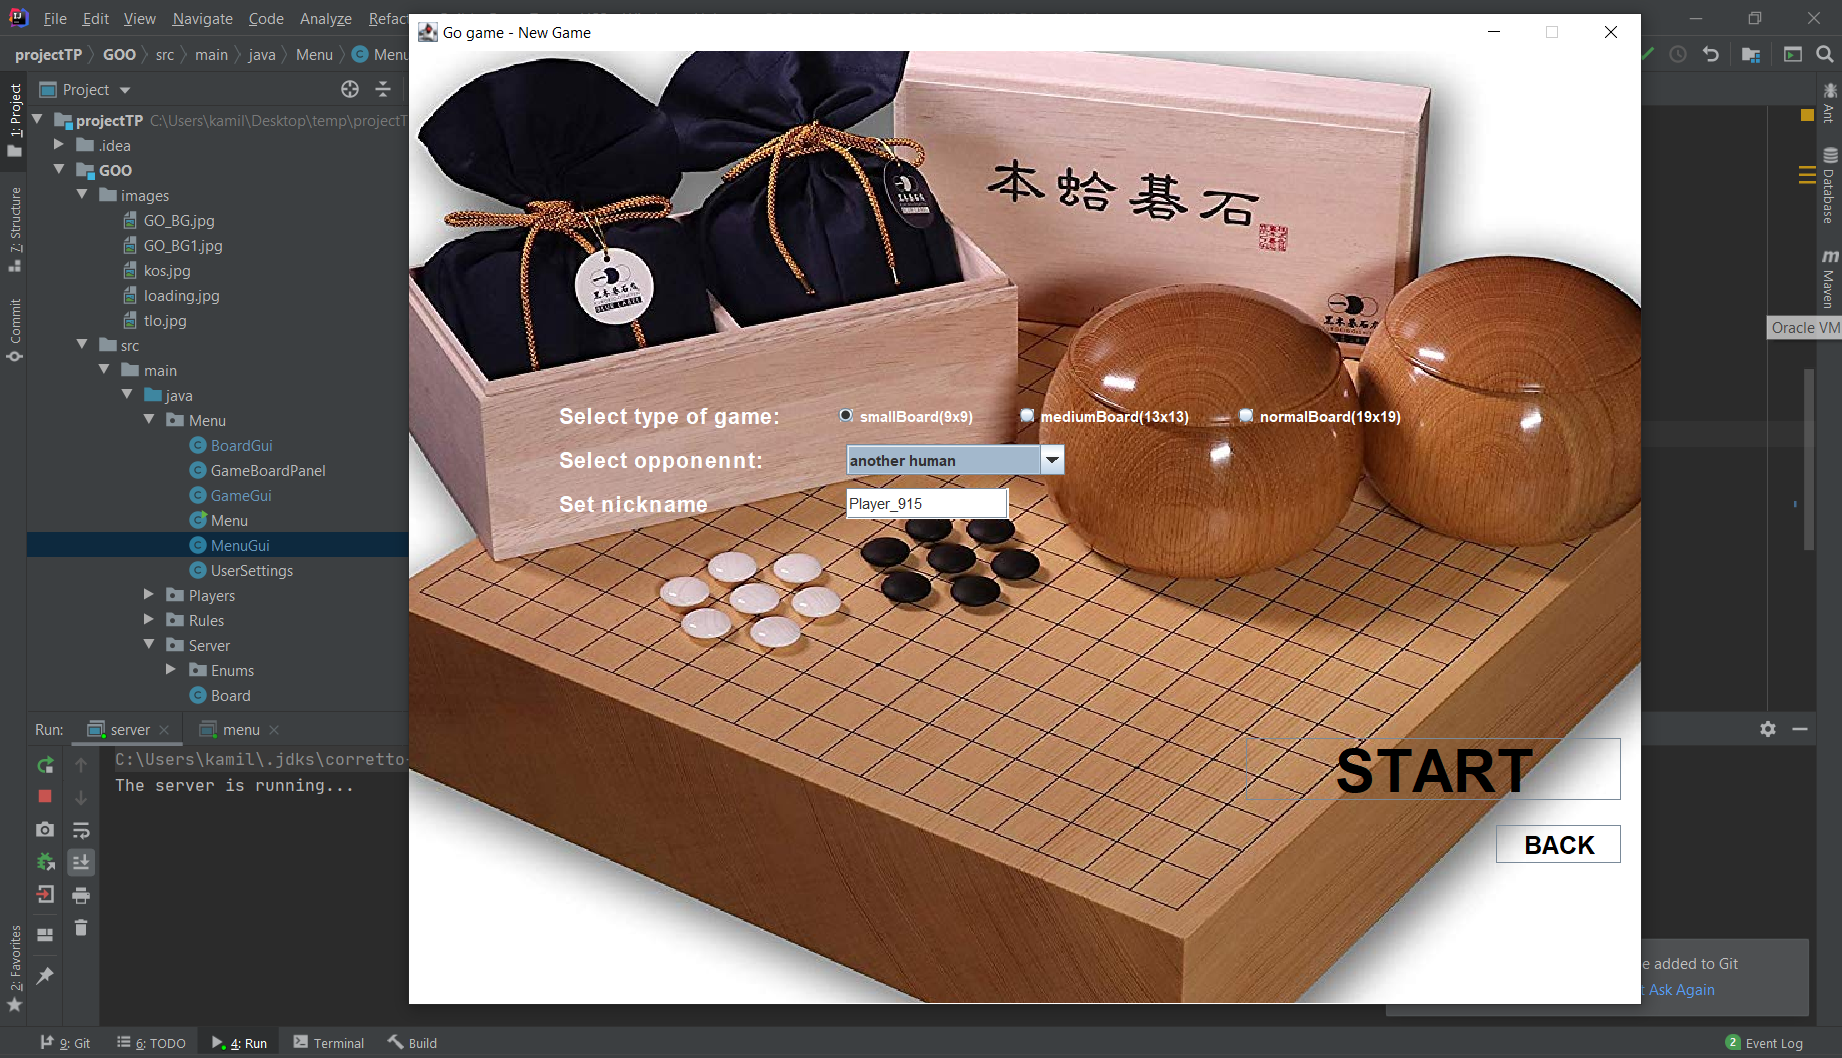 File Edit View Navigate Code Analyze Refact
Go game - New Game
projectTP GOO src main java Menu Menu
Project
projectTP C:\Users\kamil\Desktop\temp\projectT
.idea
GOO
images
GO_BG.jpg
GO_BG1.jpg
kos.jpg
loading.jpg
tlo.jpg
src
main
java
Menu
BoardGui
GameBoardPanel
GameGui
Menu
MenuGui
UserSettings
Players
Rules
Server
Enums
Board
1: Project
7: Structure
Commit
2: Favorites
本蛤碁石
Select type of game: smallBoard(9x9) mediumBoard(13x13) normalBoard(19x19)
Select opponennt: another human
Set nickname Player_915
START
BACK
Ant
Database
m Maven
Oracle VM
Run: server menu
C:\Users\kamil\.jdks\corretto-
The server is running...
e added to Git
t Ask Again
9: Git 6: TODO 4: Run Terminal Build
2 Event Log